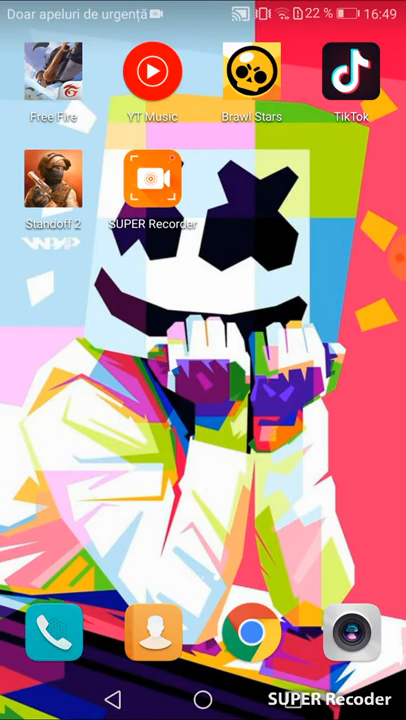 Doar apeluri de urgență
22 %
16:49
Free Fire
YT Music
Brawl Stars
TikTok
Standoff 2
SUPER Recorder
WPAP
SUPER Recoder